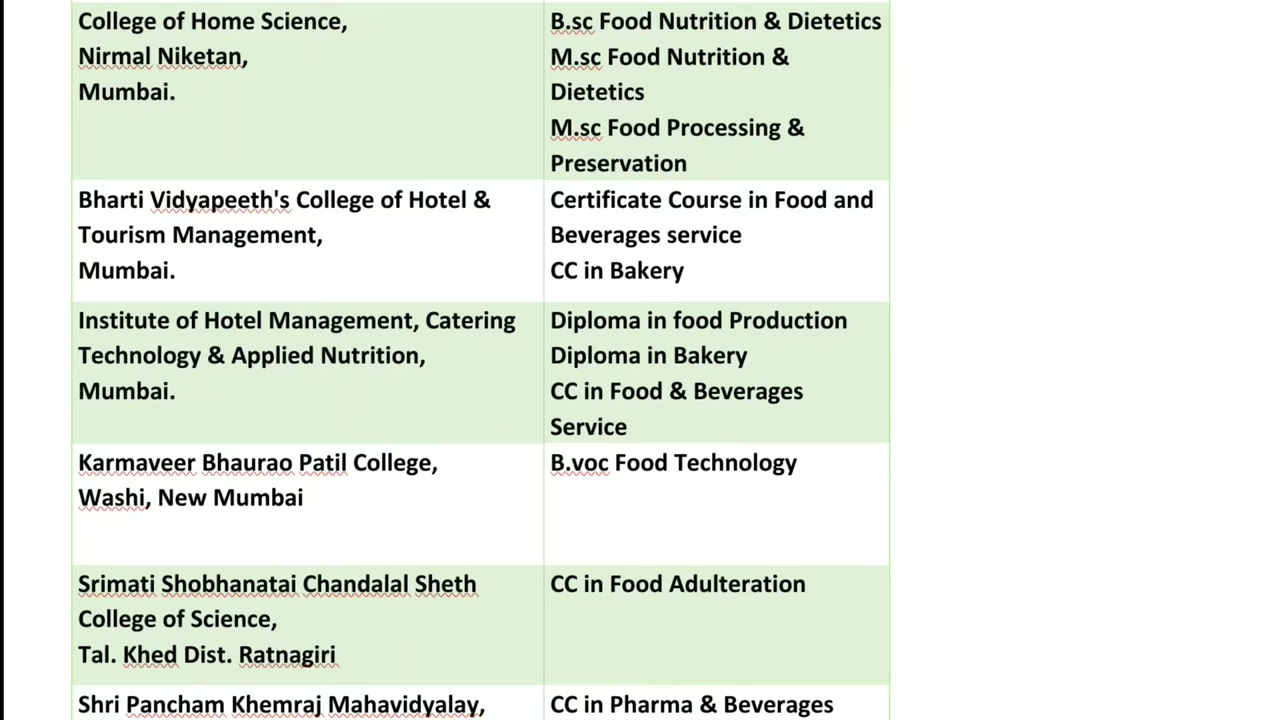 College of Home Science,
Nirmal Niketan,
Mumbai.
B.sc Food Nutrition & Dietetics
M.sc Food Nutrition &
Dietetics
M.sc Food Processing &
Preservation
Bharti Vidyapeeth's College of Hotel &
Tourism Management,
Mumbai.
Certificate Course in Food and
Beverages service
CC in Bakery
Institute of Hotel Management, Catering
Technology & Applied Nutrition,
Mumbai.
Diploma in food Production
Diploma in Bakery
CC in Food & Beverages
Service
Karmaveer Bhaurao Patil College,
Washi, New Mumbai
B.voc Food Technology
Srimati Shobhanatai Chandalal Sheth
College of Science,
Tal. Khed Dist. Ratnagiri
CC in Food Adulteration
Shri Pancham Khemraj Mahavidyalay,
CC in Pharma & Beverages